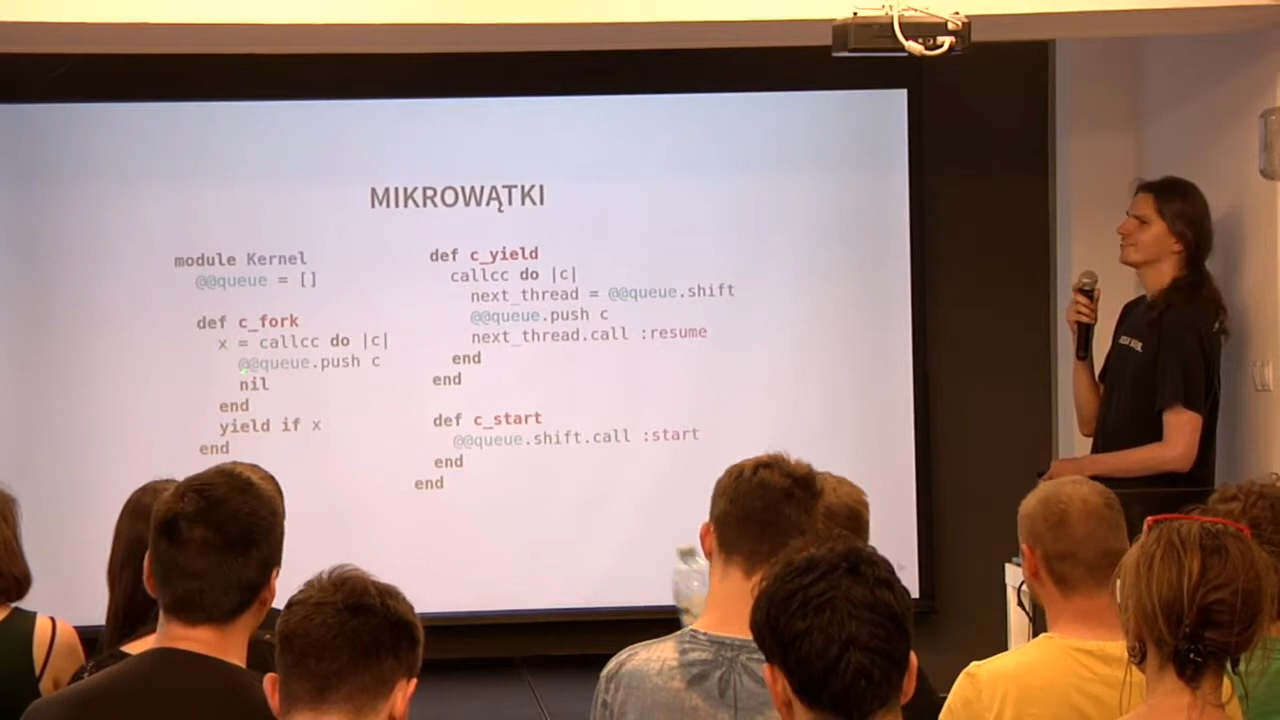 MIKROWĄTKI
module Kernel
@@queue = []
def c_fork
x = callcc do |c|
@@queue.push c
nil
end
yield if x
end
def c_yield
callcc do |c|
next_thread = @@queue.shift
@@queue.push c
next_thread.call :resume
end
end
def c_start
@@queue.shift.call :start
end
end